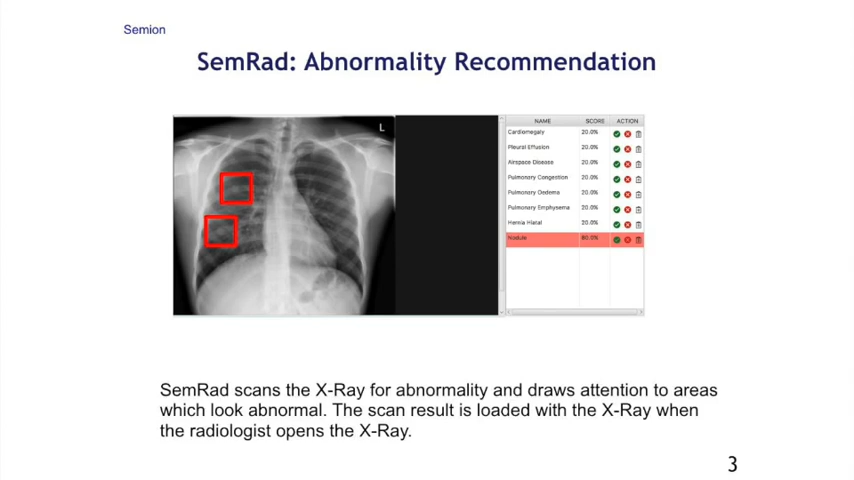 Semion
SemRad: Abnormality Recommendation
L
NAME SCORE ACTION
Cardiomegaly 20.0%
Pleural Effusion 20.0%
Airspace Disease 20.0%
Pulmonary Congestion 20.0%
Pulmonary Oedema 20.0%
Pulmonary Emphysema 20.0%
Hernia Hiatal 20.0%
Nodule 80.0%
SemRad scans the X-Ray for abnormality and draws attention to areas
which look abnormal. The scan result is loaded with the X-Ray when
the radiologist opens the X-Ray.
3